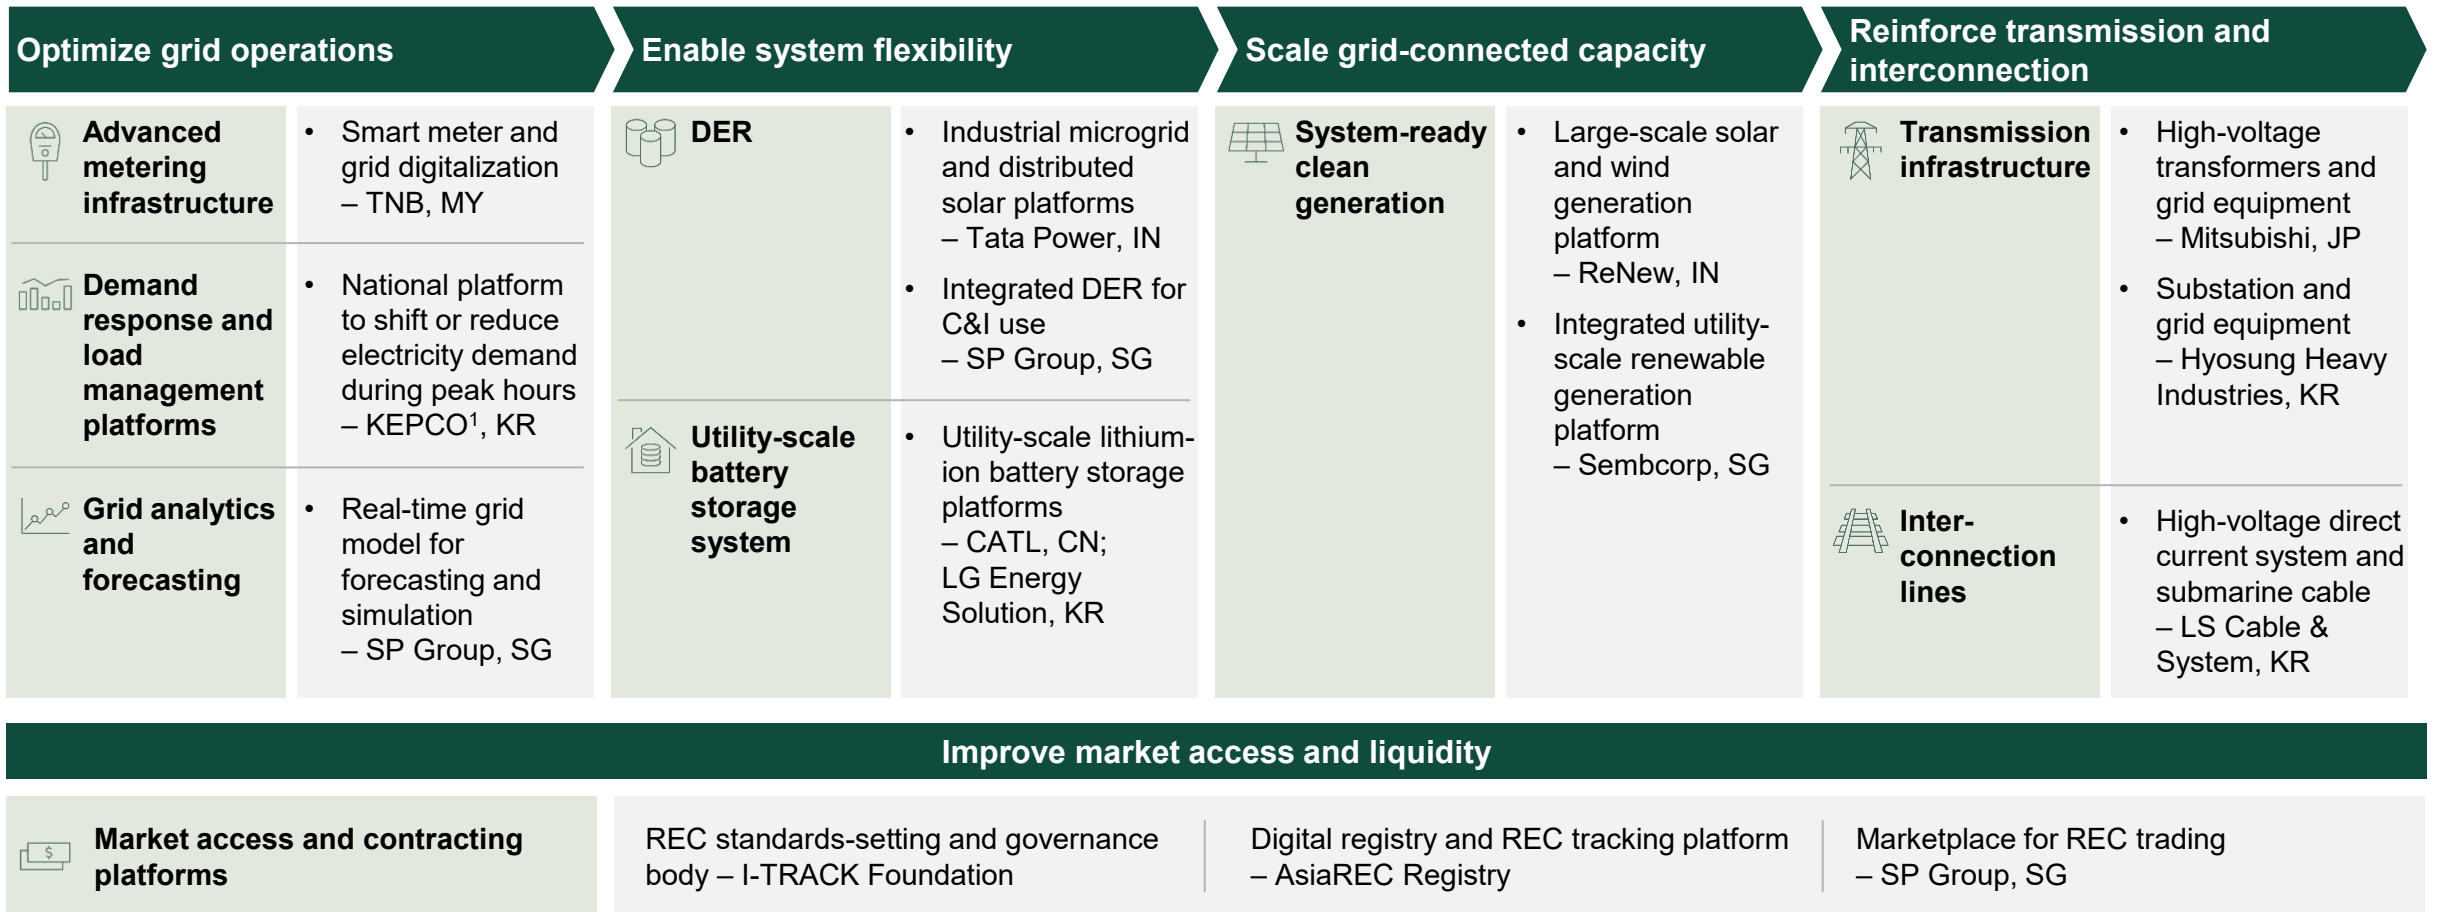 Optimize grid operations
Advanced
metering
infrastructure
• Smart meter and
grid digitalization
– TNB, MY
Demand
response and
load
management
platforms
• National platform
to shift or reduce
electricity demand
during peak hours
– KEPCO¹, KR
Grid analytics
and
forecasting
• Real-time grid
model for
forecasting and
simulation
– SP Group, SG
Enable system flexibility
DER
• Industrial microgrid
and distributed
solar platforms
– Tata Power, IN
• Integrated DER for
C&I use
– SP Group, SG
Utility-scale
battery
storage
system
• Utility-scale lithium-
ion battery storage
platforms
– CATL, CN;
LG Energy
Solution, KR
Scale grid-connected capacity
System-ready
clean
generation
• Large-scale solar
and wind
generation
platform
– ReNew, IN
• Integrated utility-
scale renewable
generation
platform
– Sembcorp, SG
Reinforce transmission and
interconnection
Transmission
infrastructure
• High-voltage
transformers and
grid equipment
– Mitsubishi, JP
• Substation and
grid equipment
– Hyosung Heavy
Industries, KR
Inter-
connection
lines
• High-voltage direct
current system and
submarine cable
– LS Cable &
System, KR
Improve market access and liquidity
$
Market access and contracting
platforms
REC standards-setting and governance
body – I-TRACK Foundation
Digital registry and REC tracking platform
– AsiaREC Registry
Marketplace for REC trading
– SP Group, SG